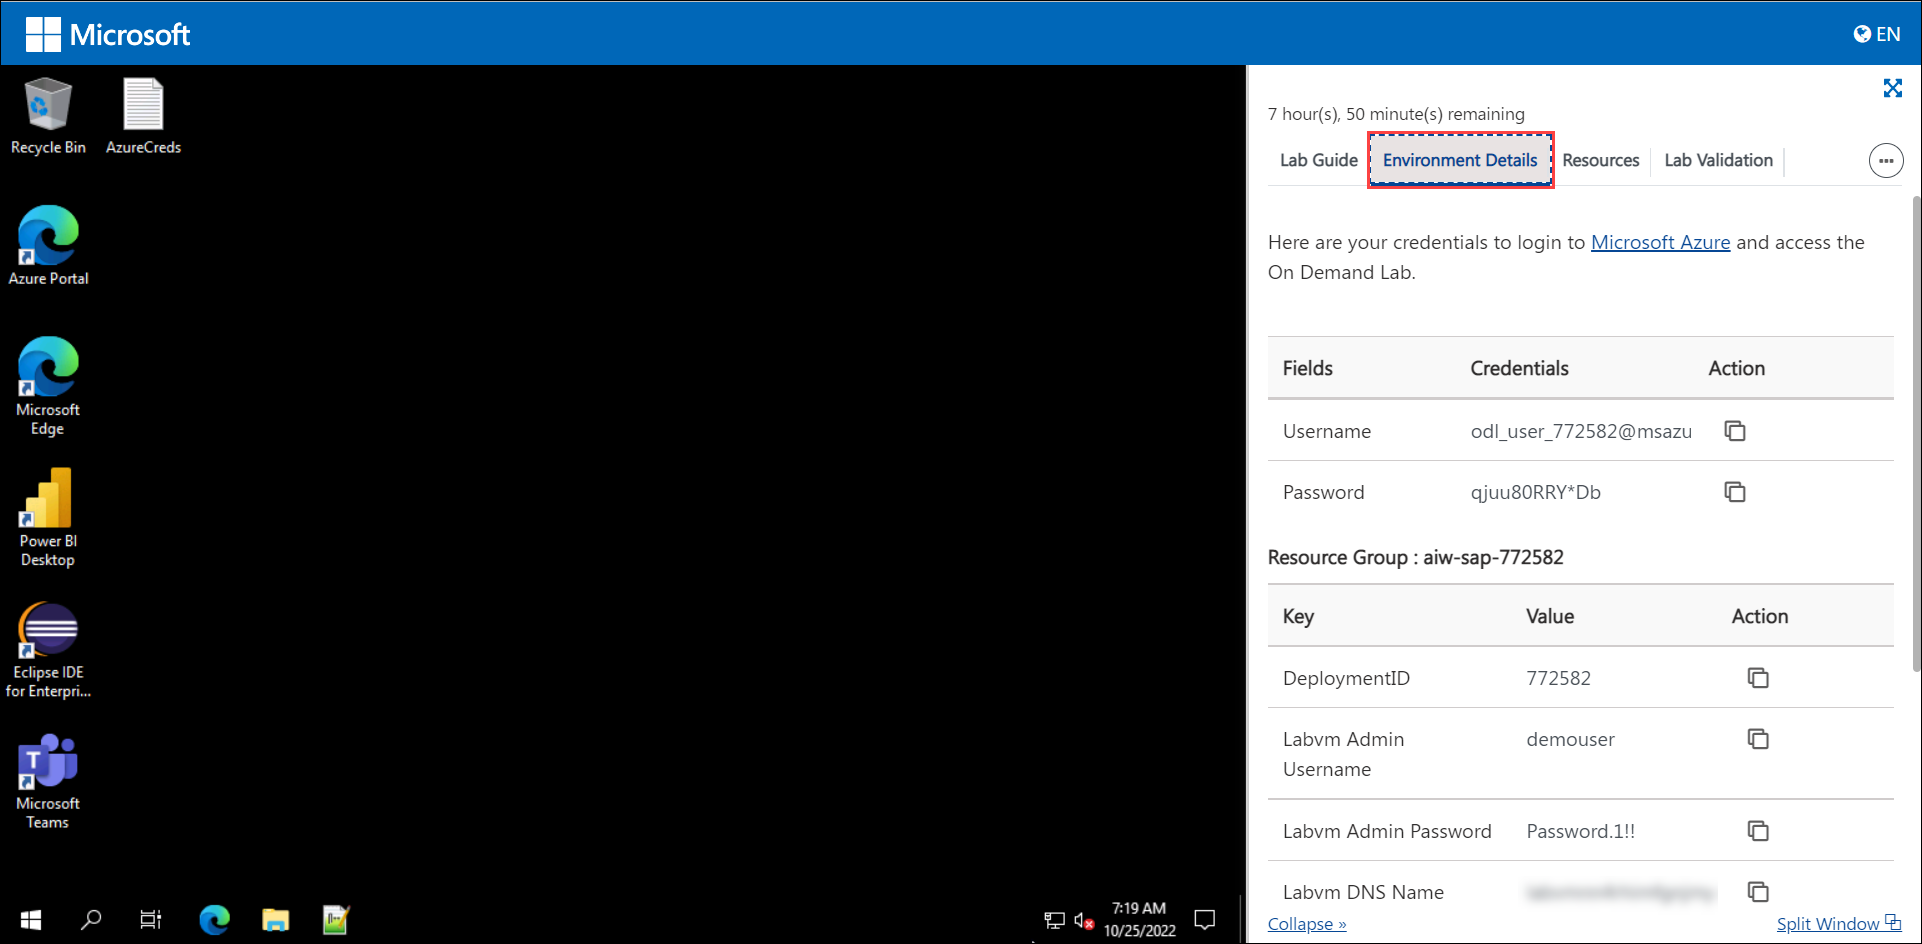 Microsoft
EN
Recycle Bin
AzureCreds
Azure Portal
Microsoft
Edge
Power BI
Desktop
Eclipse IDE
for Enterpri...
T
Microsoft
Teams
7:19 AM
10/25/2022
7 hour(s), 50 minute(s) remaining
Lab Guide
Environment Details
Resources
Lab Validation
Here are your credentials to login to Microsoft Azure and access the
On Demand Lab.
Fields Credentials Action
Username odl_user_772582@msazu
Password qjuu80RRY*Db
Resource Group : aiw-sap-772582
Key Value Action
DeploymentID 772582
Labvm Admin demouser
Username
Labvm Admin Password Password.1!!
Labvm DNS Name
Collapse »
Split Window